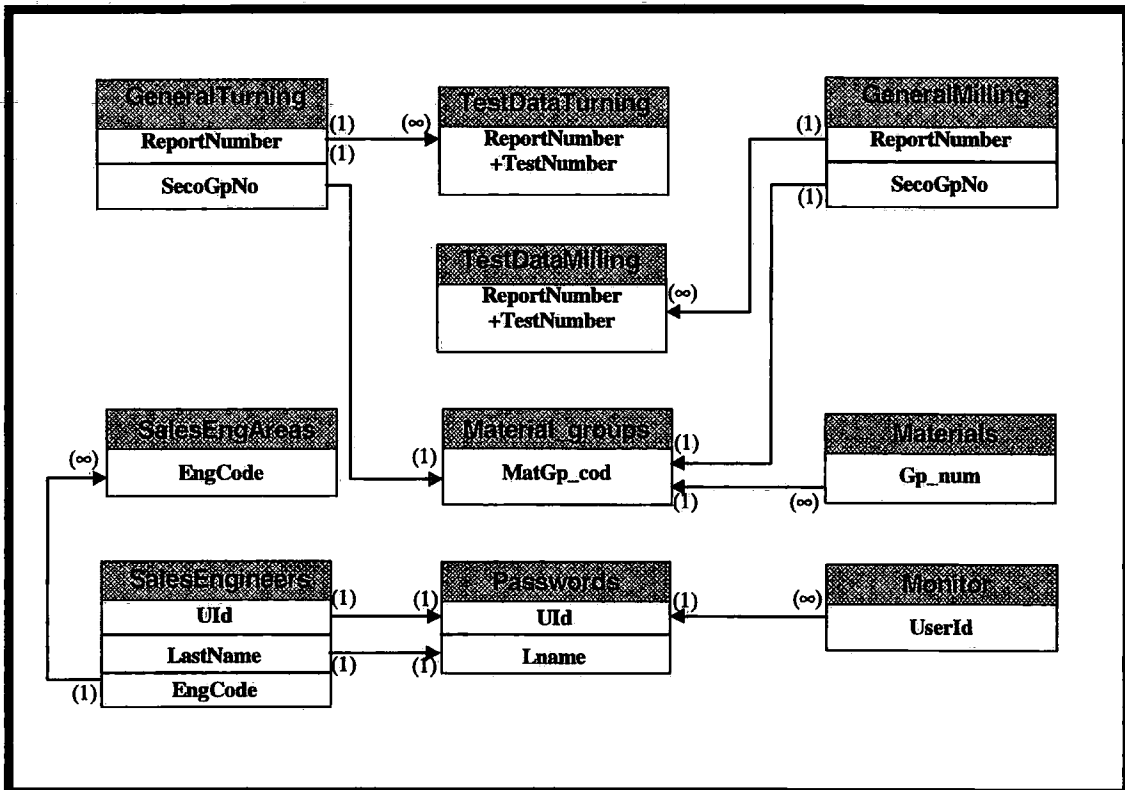 GeneralTurning
ReportNumber
SecoGpNo
(1)
(1)
(∞)
TestDataTurning
ReportNumber
+TestNumber
GeneralMilling
ReportNumber
SecoGpNo
(1)
(1)
TestDataMilling
ReportNumber
+TestNumber
(∞)
SalesEngAreas
EngCode
(∞)
(1)
Material_groups
MatGp_cod
(1)
(1)
(∞)
Materials
Gp_num
SalesEngineers
UId
LastName
EngCode
(1)
(1)
(1)
(1)
(1)
Passwords
UId
Lname
(1)
(∞)
Monitor
UserId